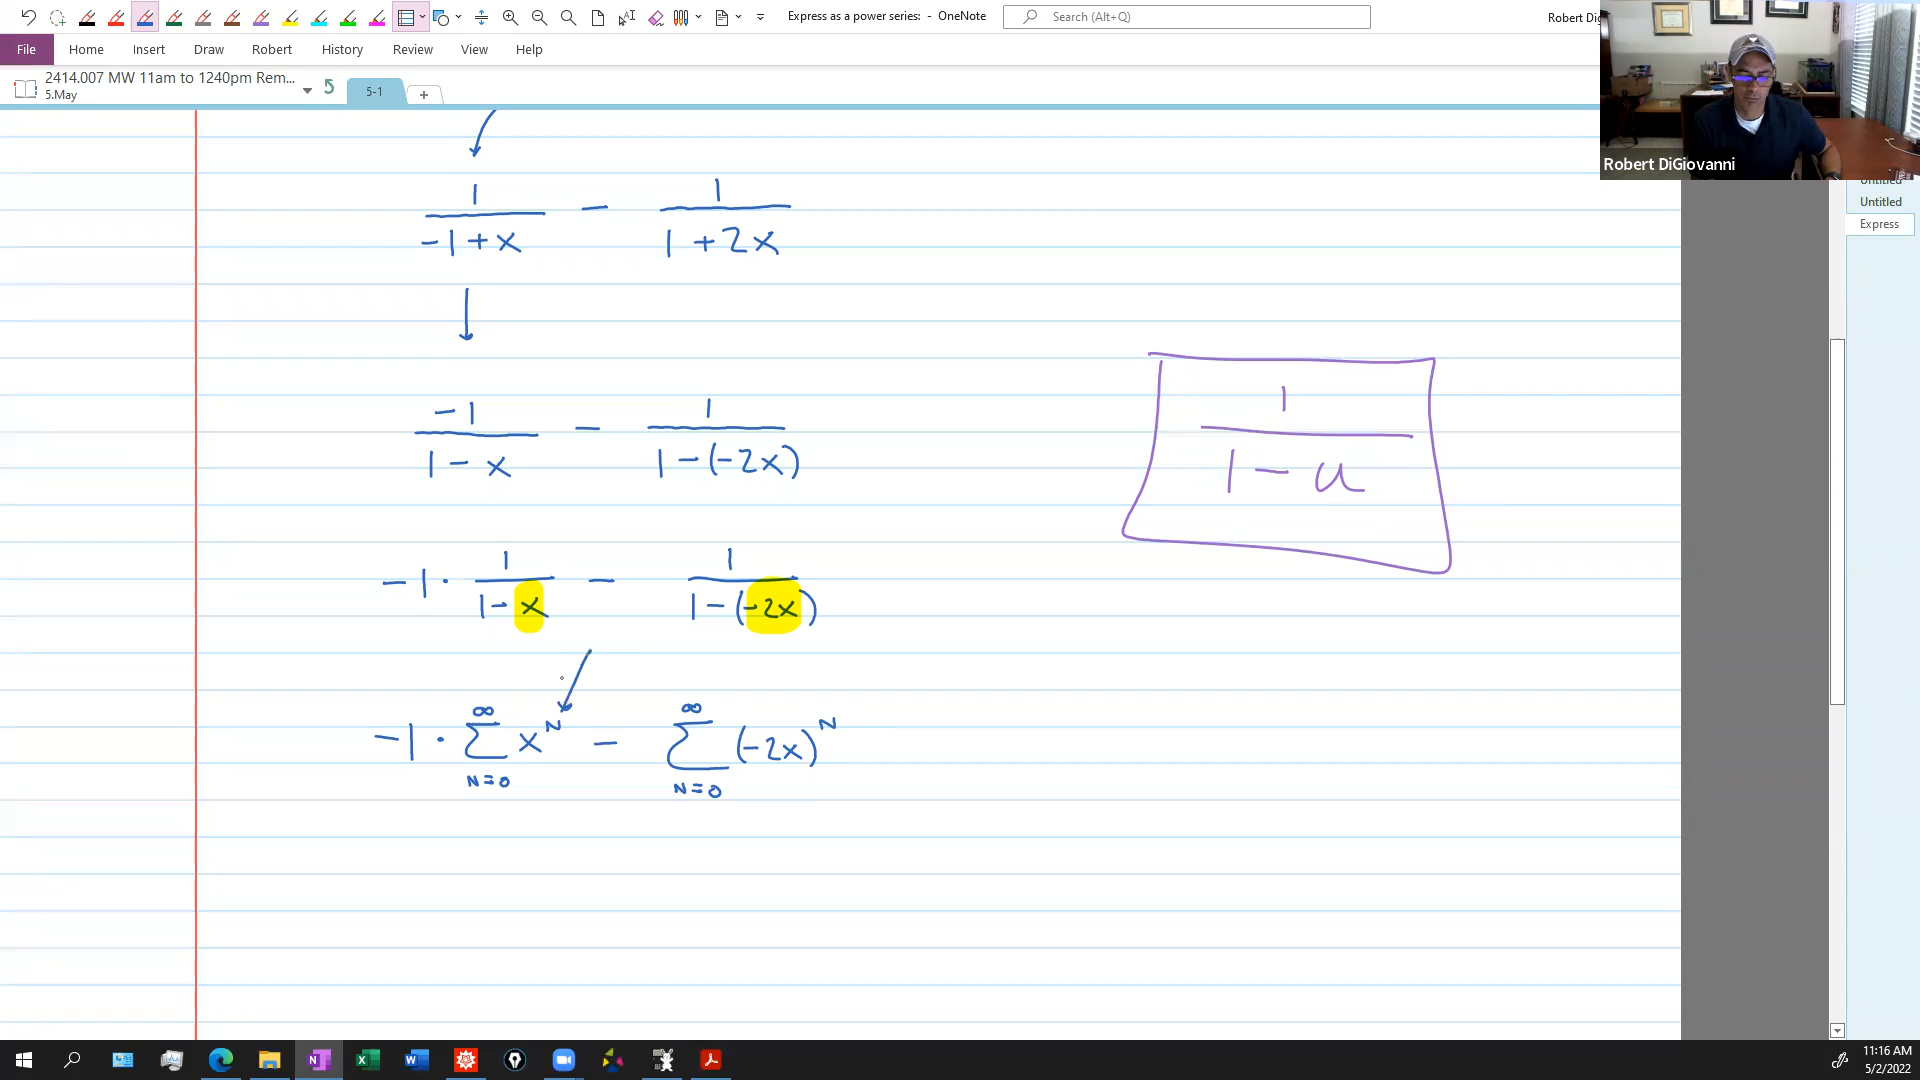 Express as a power series: - OneNote
Search (Alt+Q)
Robert Di
File Home Insert Draw Robert History Review View Help
2414.007 MW 11am to 1240pm Rem...
5.May
5-1
Robert DiGiovanni
Untitled
Untitled
Express
1/(-1+x) - 1/(1+2x)
-1/(1-x) - 1/(1-(-2x))
1/(1-u)
-1· 1/(1-x) - 1/(1-(-2x))
-1· ∑_{N=0}^{∞} x^N - ∑_{N=0}^{∞} (-2x)^N
11:16 AM
5/2/2022